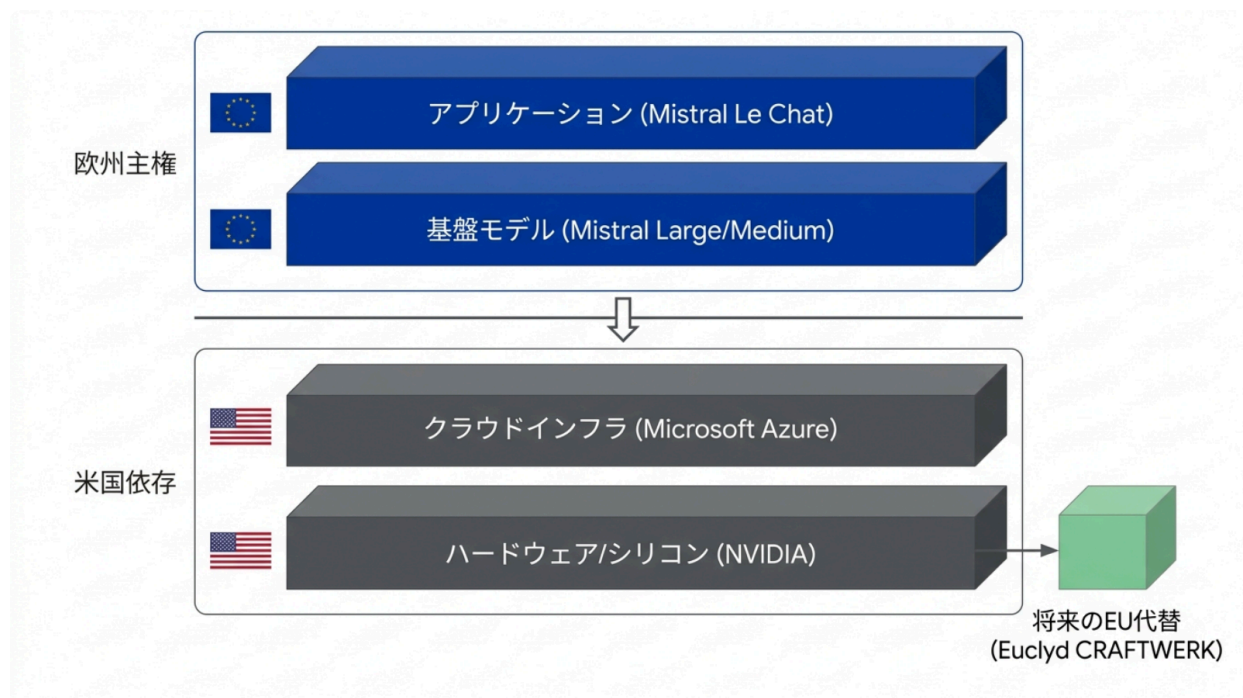 アプリケーション (Mistral Le Chat)
欧州主権
基盤モデル (Mistral Large/Medium)
クラウドインフラ (Microsoft Azure)
米国依存
ハードウェア/シリコン (NVIDIA)
将来のEU代替
(Euclyd CRAFTWERK)